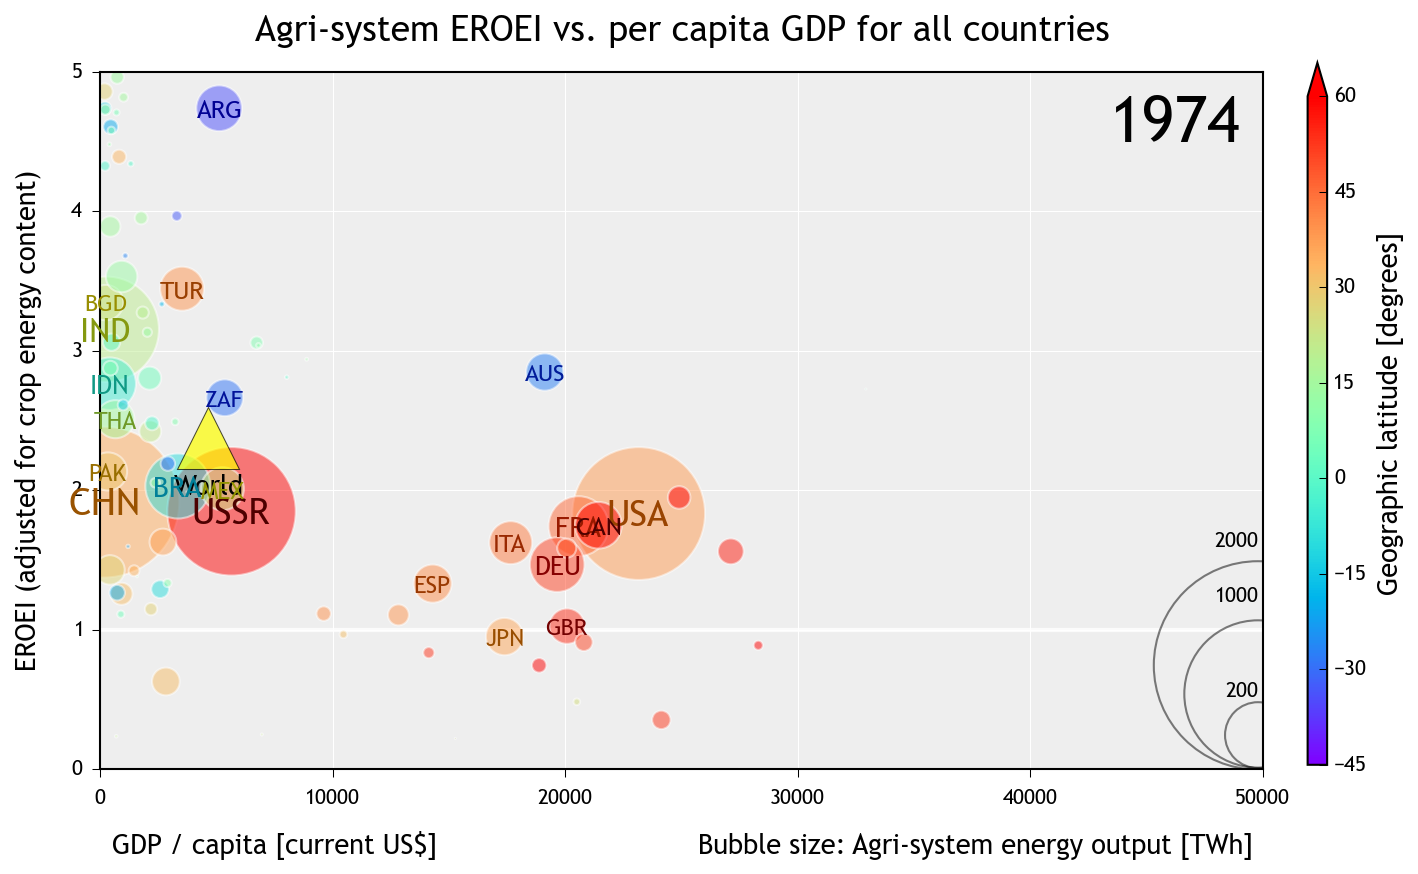 Agri-system EROEI vs. per capita GDP for all countries
1974
EROEI (adjusted for crop energy content)
5
4
3
2
1
0
ARG
TUR
BGD
IND
AUS
IDN
ZAF
THA
PAK
World
BRA
MEX
CHN
USSR
USA
FRA
CAN
ITA
DEU
ESP
GBR
JPN
2000
1000
200
0
10000
20000
30000
40000
50000
GDP / capita [current US$]
Bubble size: Agri-system energy output [TWh]
60
45
30
15
0
−15
−30
−45
Geographic latitude [degrees]